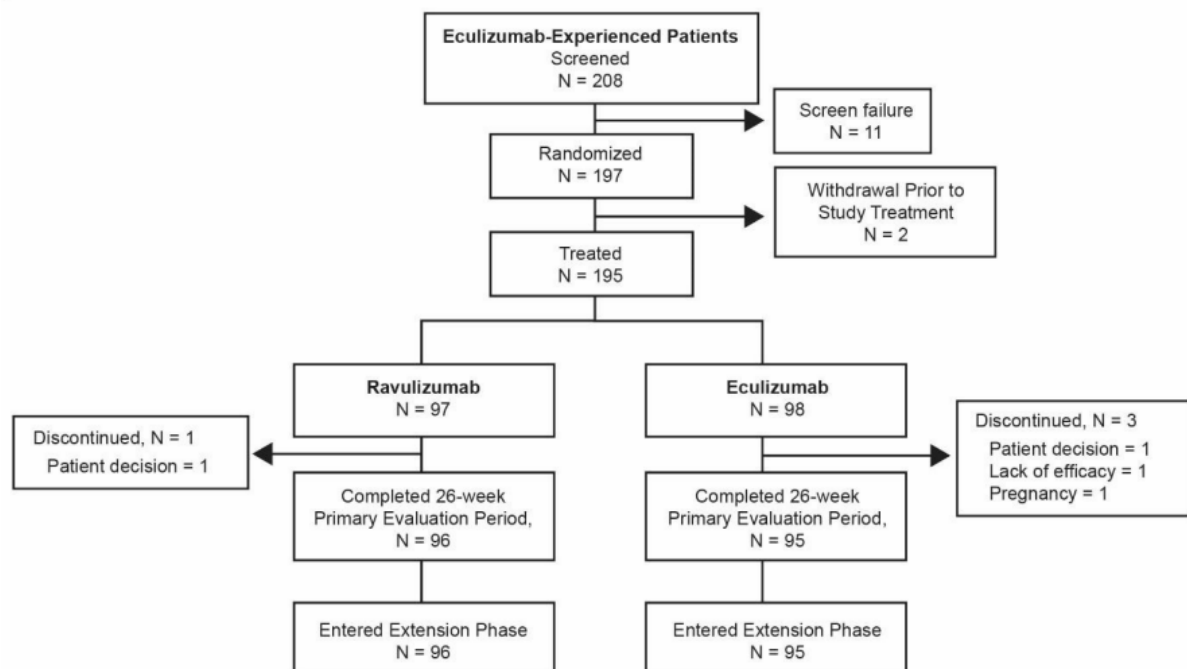 Eculizumab-Experienced Patients
Screened
N = 208
Screen failure
N = 11
Randomized
N = 197
Withdrawal Prior to
Study Treatment
N = 2
Treated
N = 195
Ravulizumab
N = 97
Eculizumab
N = 98
Discontinued, N = 1
Patient decision = 1
Discontinued, N = 3
Patient decision = 1
Lack of efficacy = 1
Pregnancy = 1
Completed 26-week
Primary Evaluation Period,
N = 96
Completed 26-week
Primary Evaluation Period,
N = 95
Entered Extension Phase
N = 96
Entered Extension Phase
N = 95